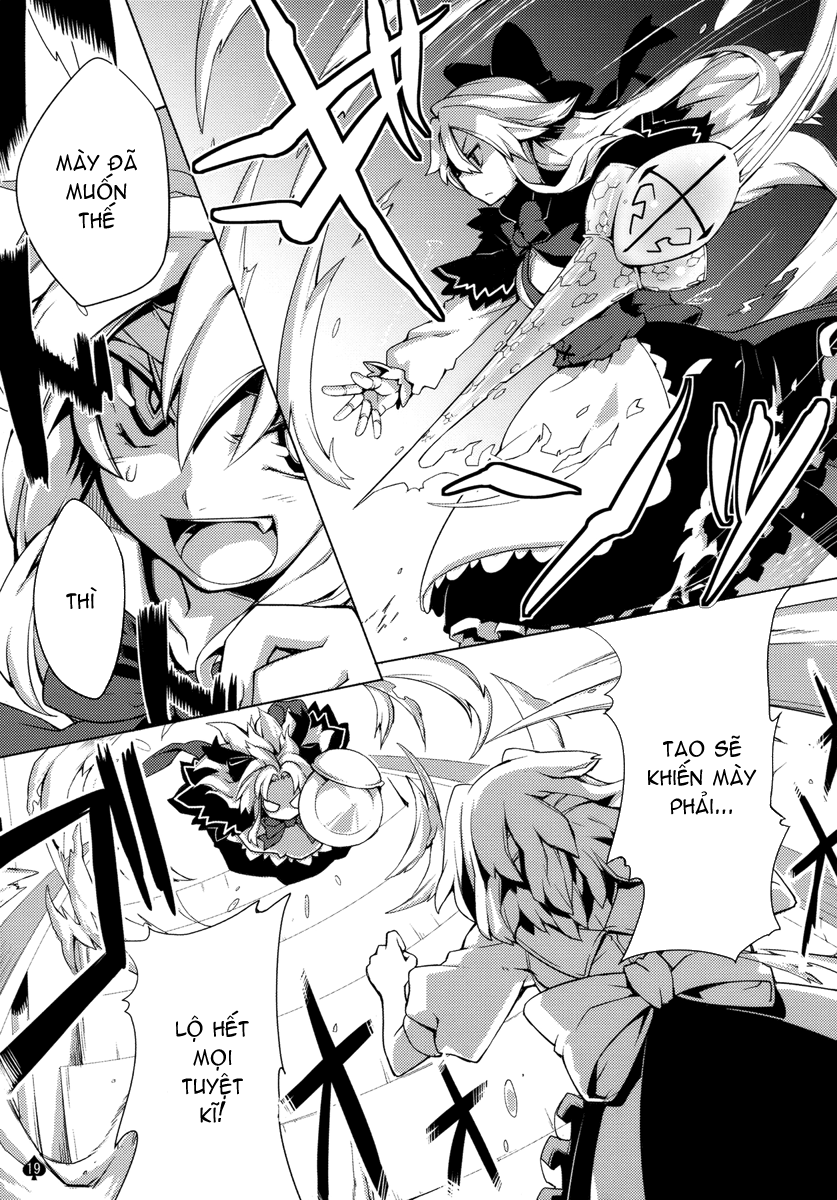 MÀY ĐÃ
MUỐN
THẾ
THÌ
TAO SẼ
KHIẾN MÀY
PHẢI...
LỘ HẾT
MỌI
TUYỆT
KĨ!
19